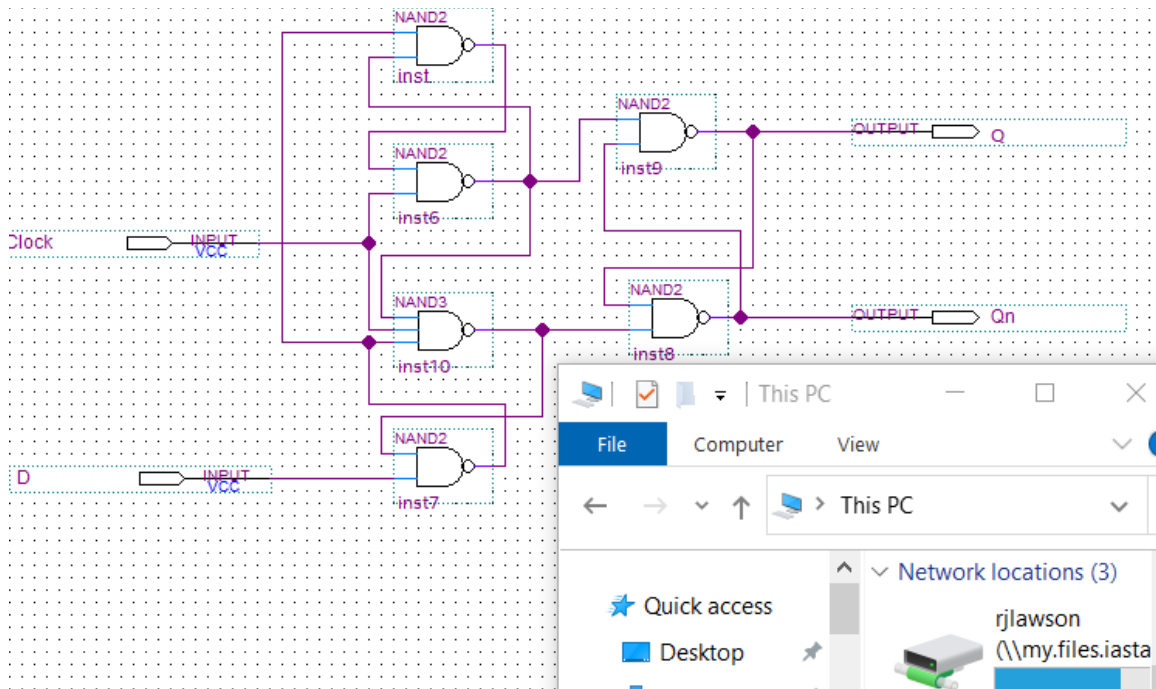 NAND2
inst
NAND2
NAND2
inst9
OUTPUT
Q
inst6
Clock
INPUT
VCC
NAND3
NAND2
OUTPUT
Qn
inst10
inst8
NAND2
D
INPUT
VCC
inst7
This PC
File
Computer
View
This PC
Network locations (3)
Quick access
rjlawson
(\\my.files.iasta
Desktop